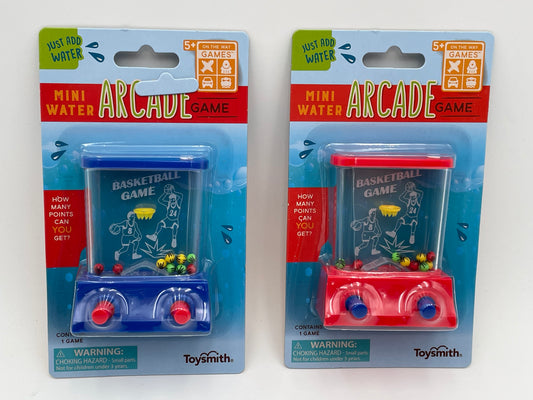 JUST ADD
WATER
5+
ON THE WAY
GAMES
MINI
WATER
ARCADE
GAME
BASKETBALL
GAME
24
HOW
MANY
POINTS
CAN
YOU
GET?
CONT
1 GAME
WARNING:
CHOKING HAZARD - Small parts
Not for children under 3 years.
Toysmith
JUST ADD
WATER
5+
ON THE WAY
GAMES
MINI
WATER
ARCADE
GAME
BASKETBALL
GAME
24
HOW
MANY
POINTS
CAN
YOU
GET?
CONTAINS
1 GAME
WARNING:
CHOKING HAZARD - Small parts
Not for children under 3 years.
Toysmith